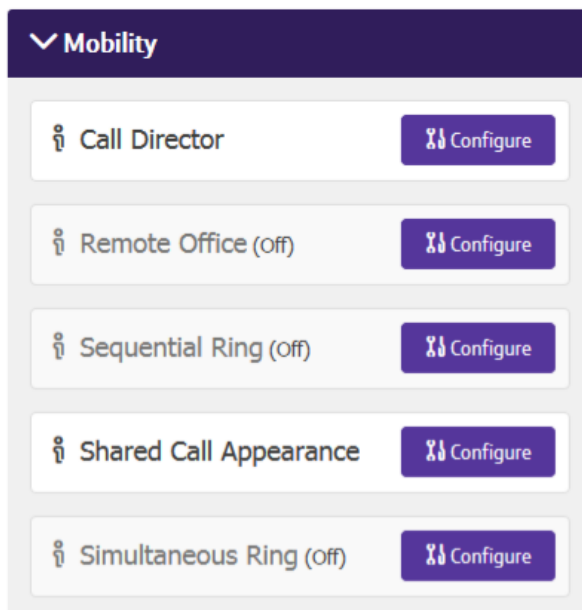 Mobility
Call Director Configure
Remote Office (Off) Configure
Sequential Ring (Off) Configure
Shared Call Appearance Configure
Simultaneous Ring (Off) Configure